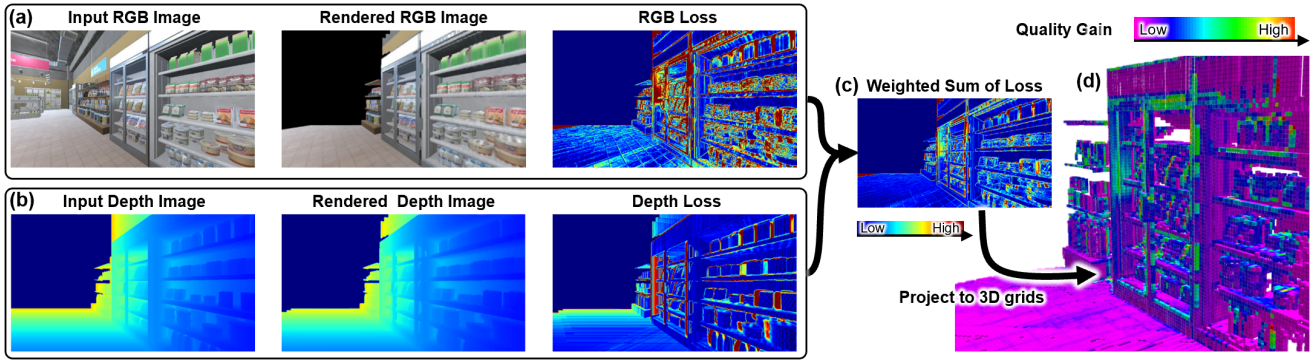 (a) Input RGB Image Rendered RGB Image RGB Loss
(b) Input Depth Image Rendered Depth Image Depth Loss
(c) Weighted Sum of Loss
Low High
Project to 3D grids
Quality Gain Low High
(d)